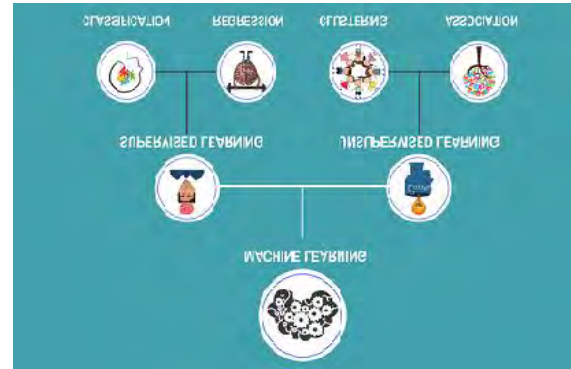 MACHINE LEARNING
SUPERVISED LEARNING
UNSUPERVISED LEARNING
CLASSIFICATION
REGRESSION
CLUSTERING
ASSOCIATION